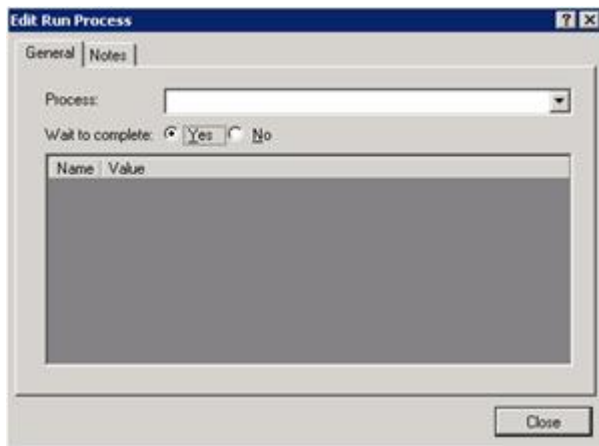 Edit Run Process
General Notes
Process:
Wait to complete: Yes No
Name Value
Close